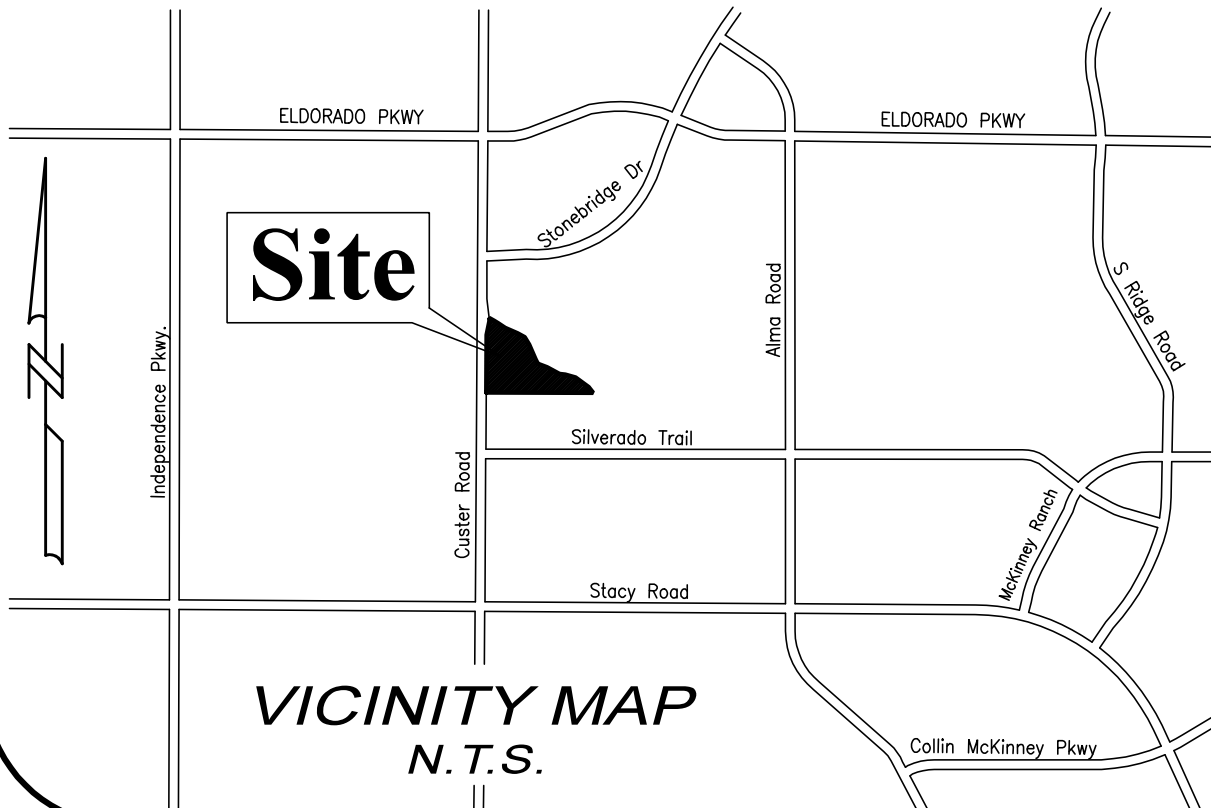 ELDORADO PKWY
ELDORADO PKWY
Stonebridge Dr
Site
Alma Road
S Ridge Road
Independence Pkwy.
N
Silverado Trail
Custer Road
McKinney Ranch
Stacy Road
VICINITY MAP
N.T.S.
Collin McKinney Pkwy